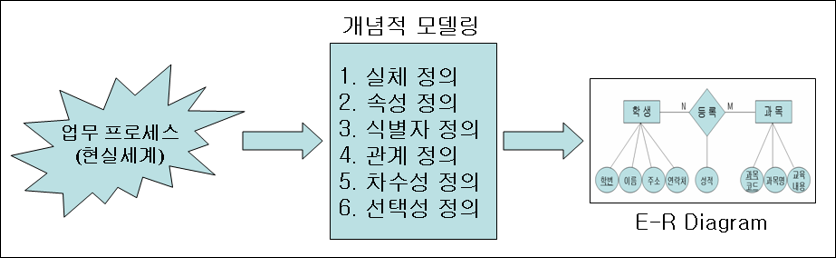 개념적 모델링
업무 프로세스
(현실세계)
1. 실체 정의
2. 속성 정의
3. 식별자 정의
4. 관계 정의
5. 차수성 정의
6. 선택성 정의
학생
N
등록
M
과목
학번
이름
주소
연락처
성적
과목
코드
과목명
교육
내용
E-R Diagram